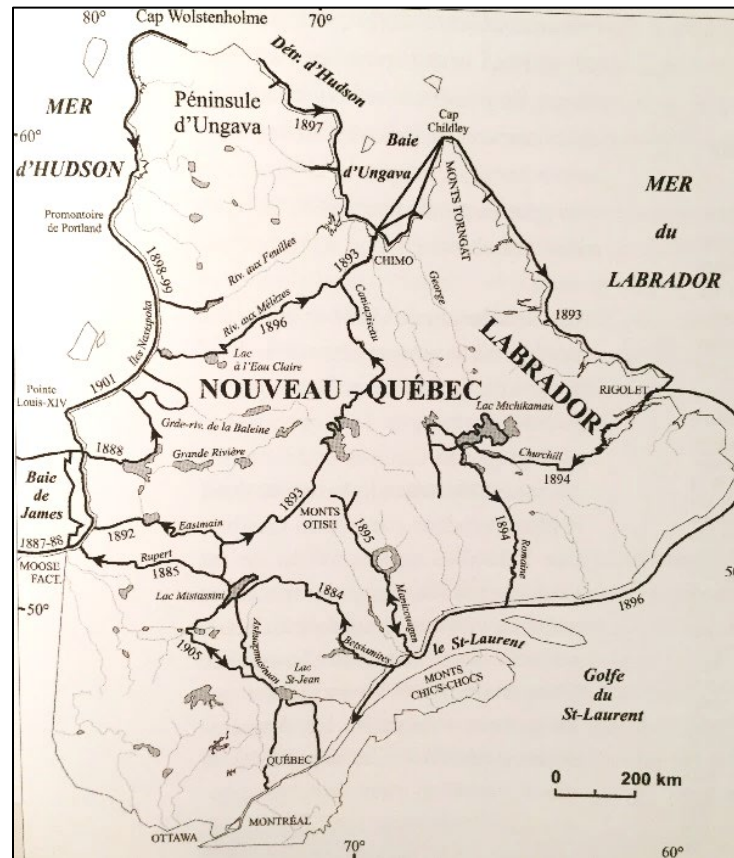 80°
Cap Wolstenholme
70°
Détr. d'Hudson
MER
d'HUDSON
Péninsule
d'Ungava
1897
60°
Baie
d'Ungava
Cap
Childley
MONTS TORNGAT
MER
du
LABRADOR
Promontoire
de Portland
1898-99
Riv. aux Feuilles
1893
CHIMO
George
Riv. aux Mélèzes
1896
Caniapiscau
1893
Îles Nastapoka
Lac
à l'Eau Claire
LABRADOR
1901
NOUVEAU-QUÉBEC
RIGOLET
Pointe
Louis-XIV
Lac Michikamau
Grde-riv. de la Baleine
1888
Grande Rivière
Churchill
1894
Baie
de
James
1893
MONTS
OTISH
1895
1894
Romaine
1887-88
1892
Eastmain
MOOSE
FACT.
Rupert
1885
Manicouagan
Lac Mistassini
1884
50°
1896
1905
Ashuapmuchuan
Betsiamites
le St-Laurent
Lac
St-Jean
MONTS
CHICS-CHOCS
Golfe
du
St-Laurent
QUÉBEC
0 200 km
MONTRÉAL
OTTAWA
70°
60°